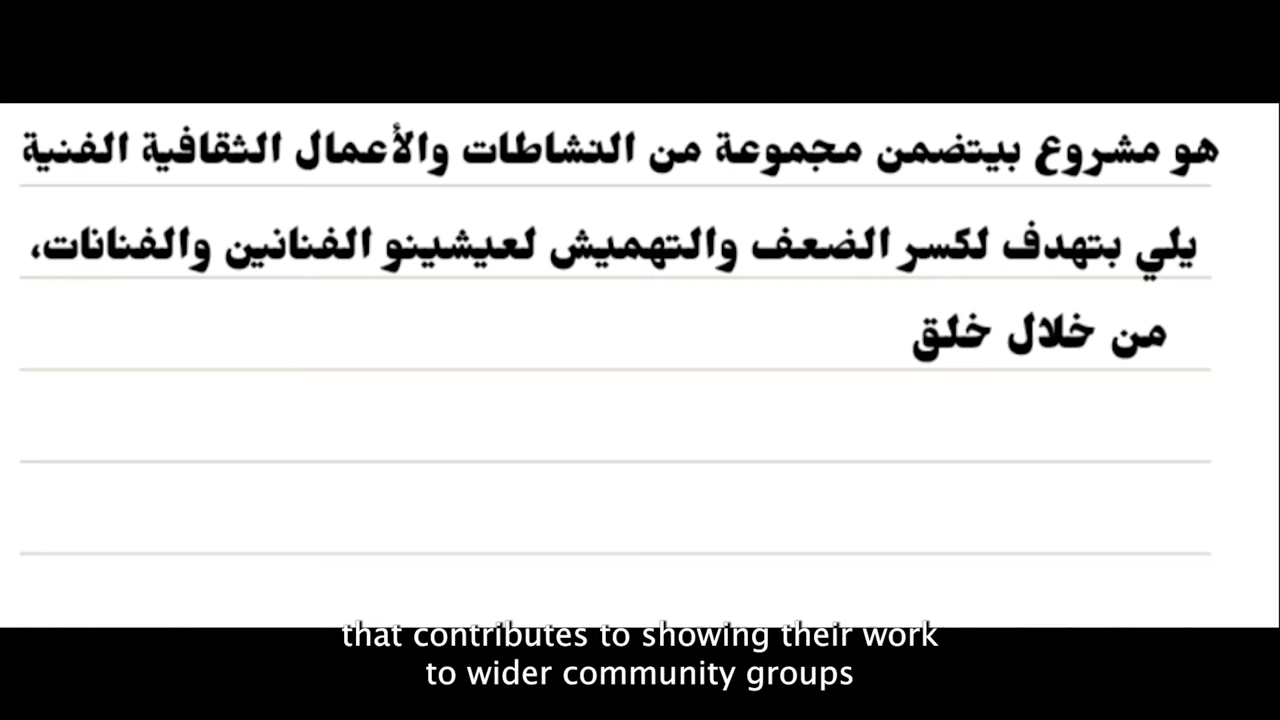 هو مشروع بيتضمن مجموعة من النشاطات والأعمال الثقافية الفنية
يلي بتهدف لكسر الضعف والتهميش لعيشينو الفنانين والفنانات،
من خلال خلق
that contributes to showing their work
to wider community groups